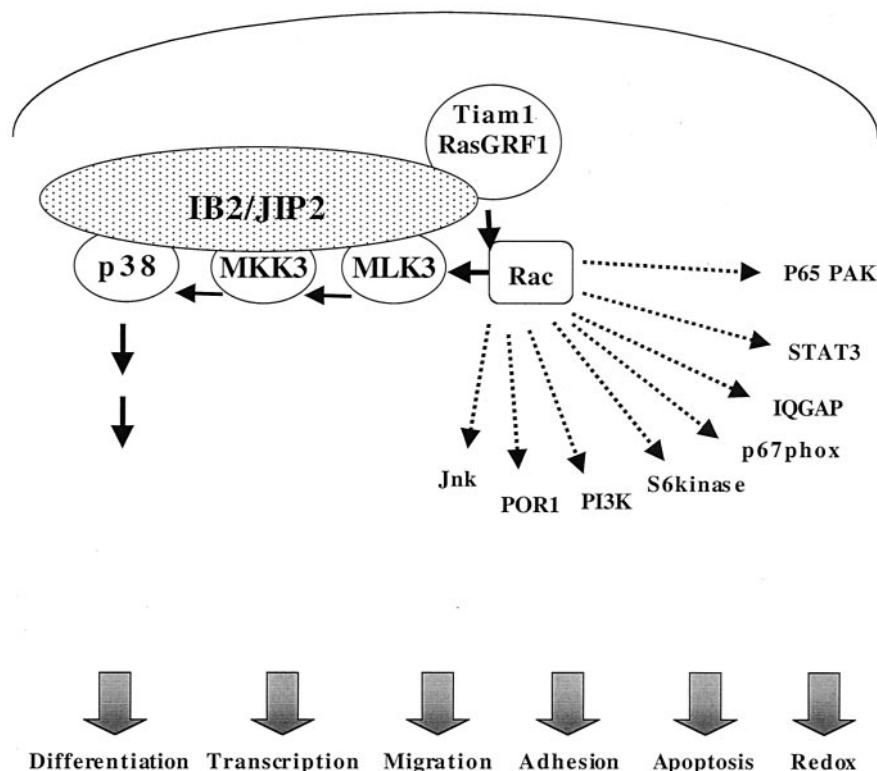 Tiam1
RasGRF1
IB2/JIP2
p38
MKK3
MLK3
Rac
P65 PAK
STAT3
IQGAP
p67phox
S6kinase
PI3K
POR1
Jnk
Differentiation Transcription Migration Adhesion Apoptosis Redox